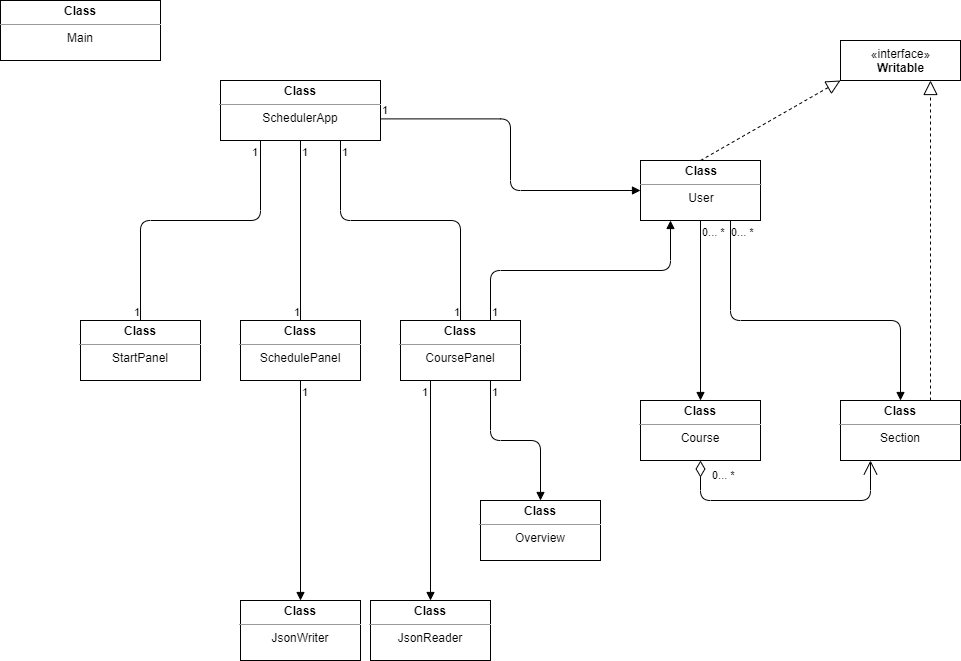 Class
Main
«interface»
Writable
Class
SchedulerApp
1
1
1
1
Class
User
0... *
0... *
1
1
1
1
Class
StartPanel
Class
SchedulePanel
Class
CoursePanel
1
1
1
Class
Course
Class
Section
0... *
Class
Overview
Class
JsonWriter
Class
JsonReader